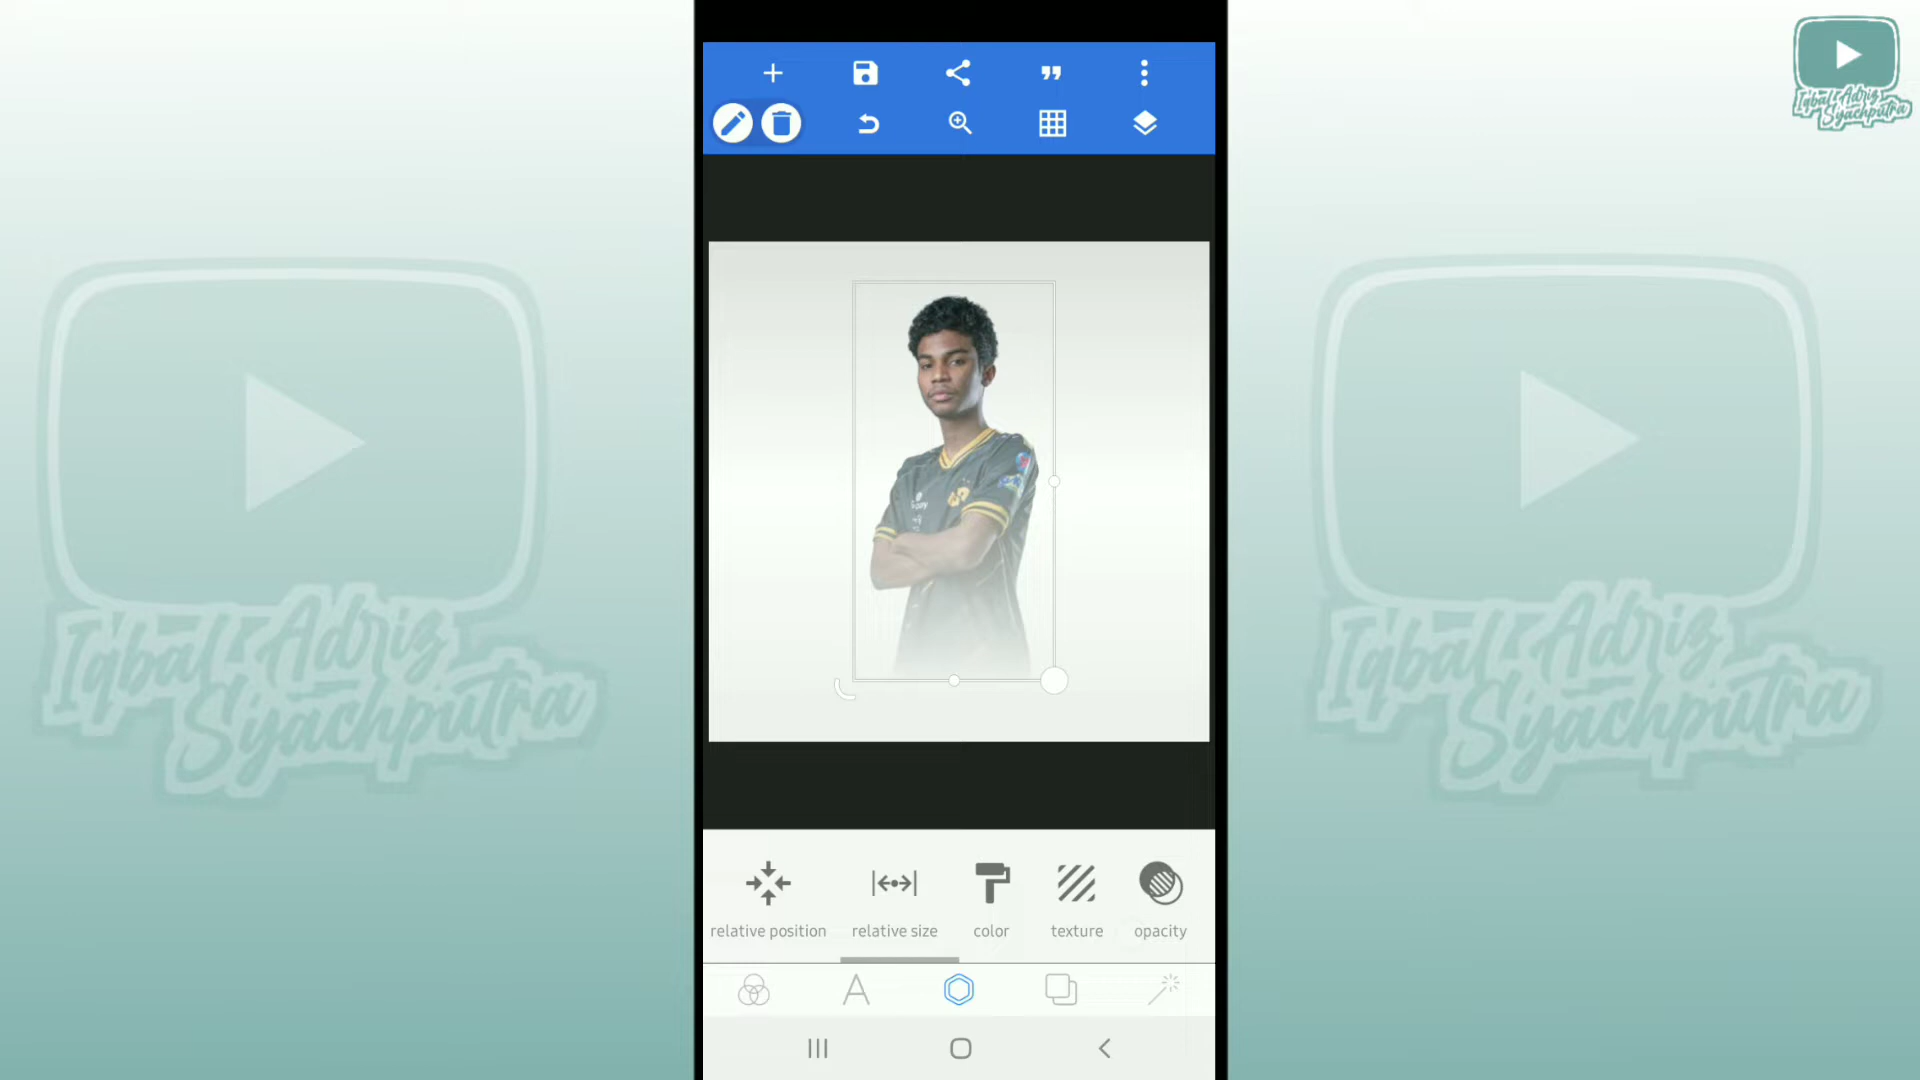 Iqbal Adriz
Syachputra
Iqbal Adriz
Syachputra
Iqbal Adriz
Syachputra
relative position
relative size
color
texture
opacity